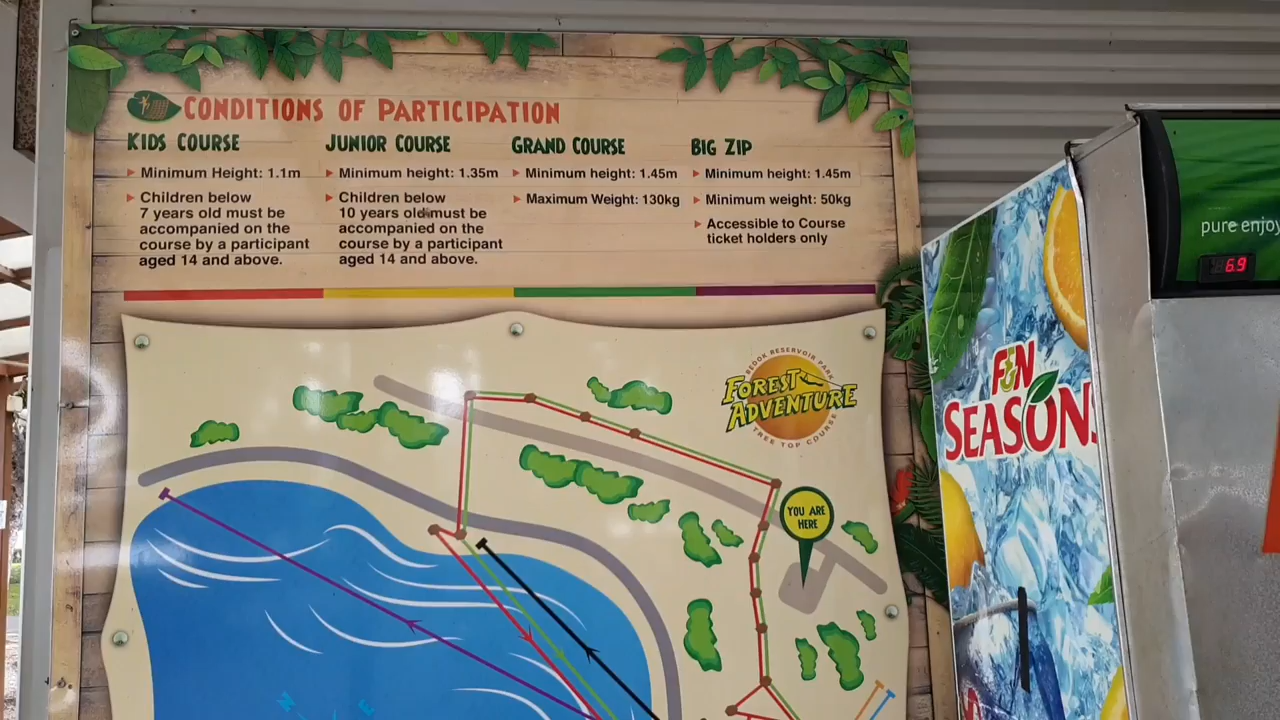 CONDITIONS OF PARTICIPATION
KIDS COURSE
Minimum Height: 1.1m
Children below
7 years old must be
accompanied on the
course by a participant
aged 14 and above.
JUNIOR COURSE
Minimum height: 1.35m
Children below
10 years old must be
accompanied on the
course by a participant
aged 14 and above.
GRAND COURSE
Minimum height: 1.45m
Maximum Weight: 130kg
BIG ZIP
Minimum height: 1.45m
Minimum weight: 50kg
Accessible to Course
ticket holders only
BEDOK RESERVOIR PARK
FOREST
ADVENTURE
TREE TOP COURSE
YOU ARE
HERE
N
E
pure enjoy
6.9
F&N
SEASONS